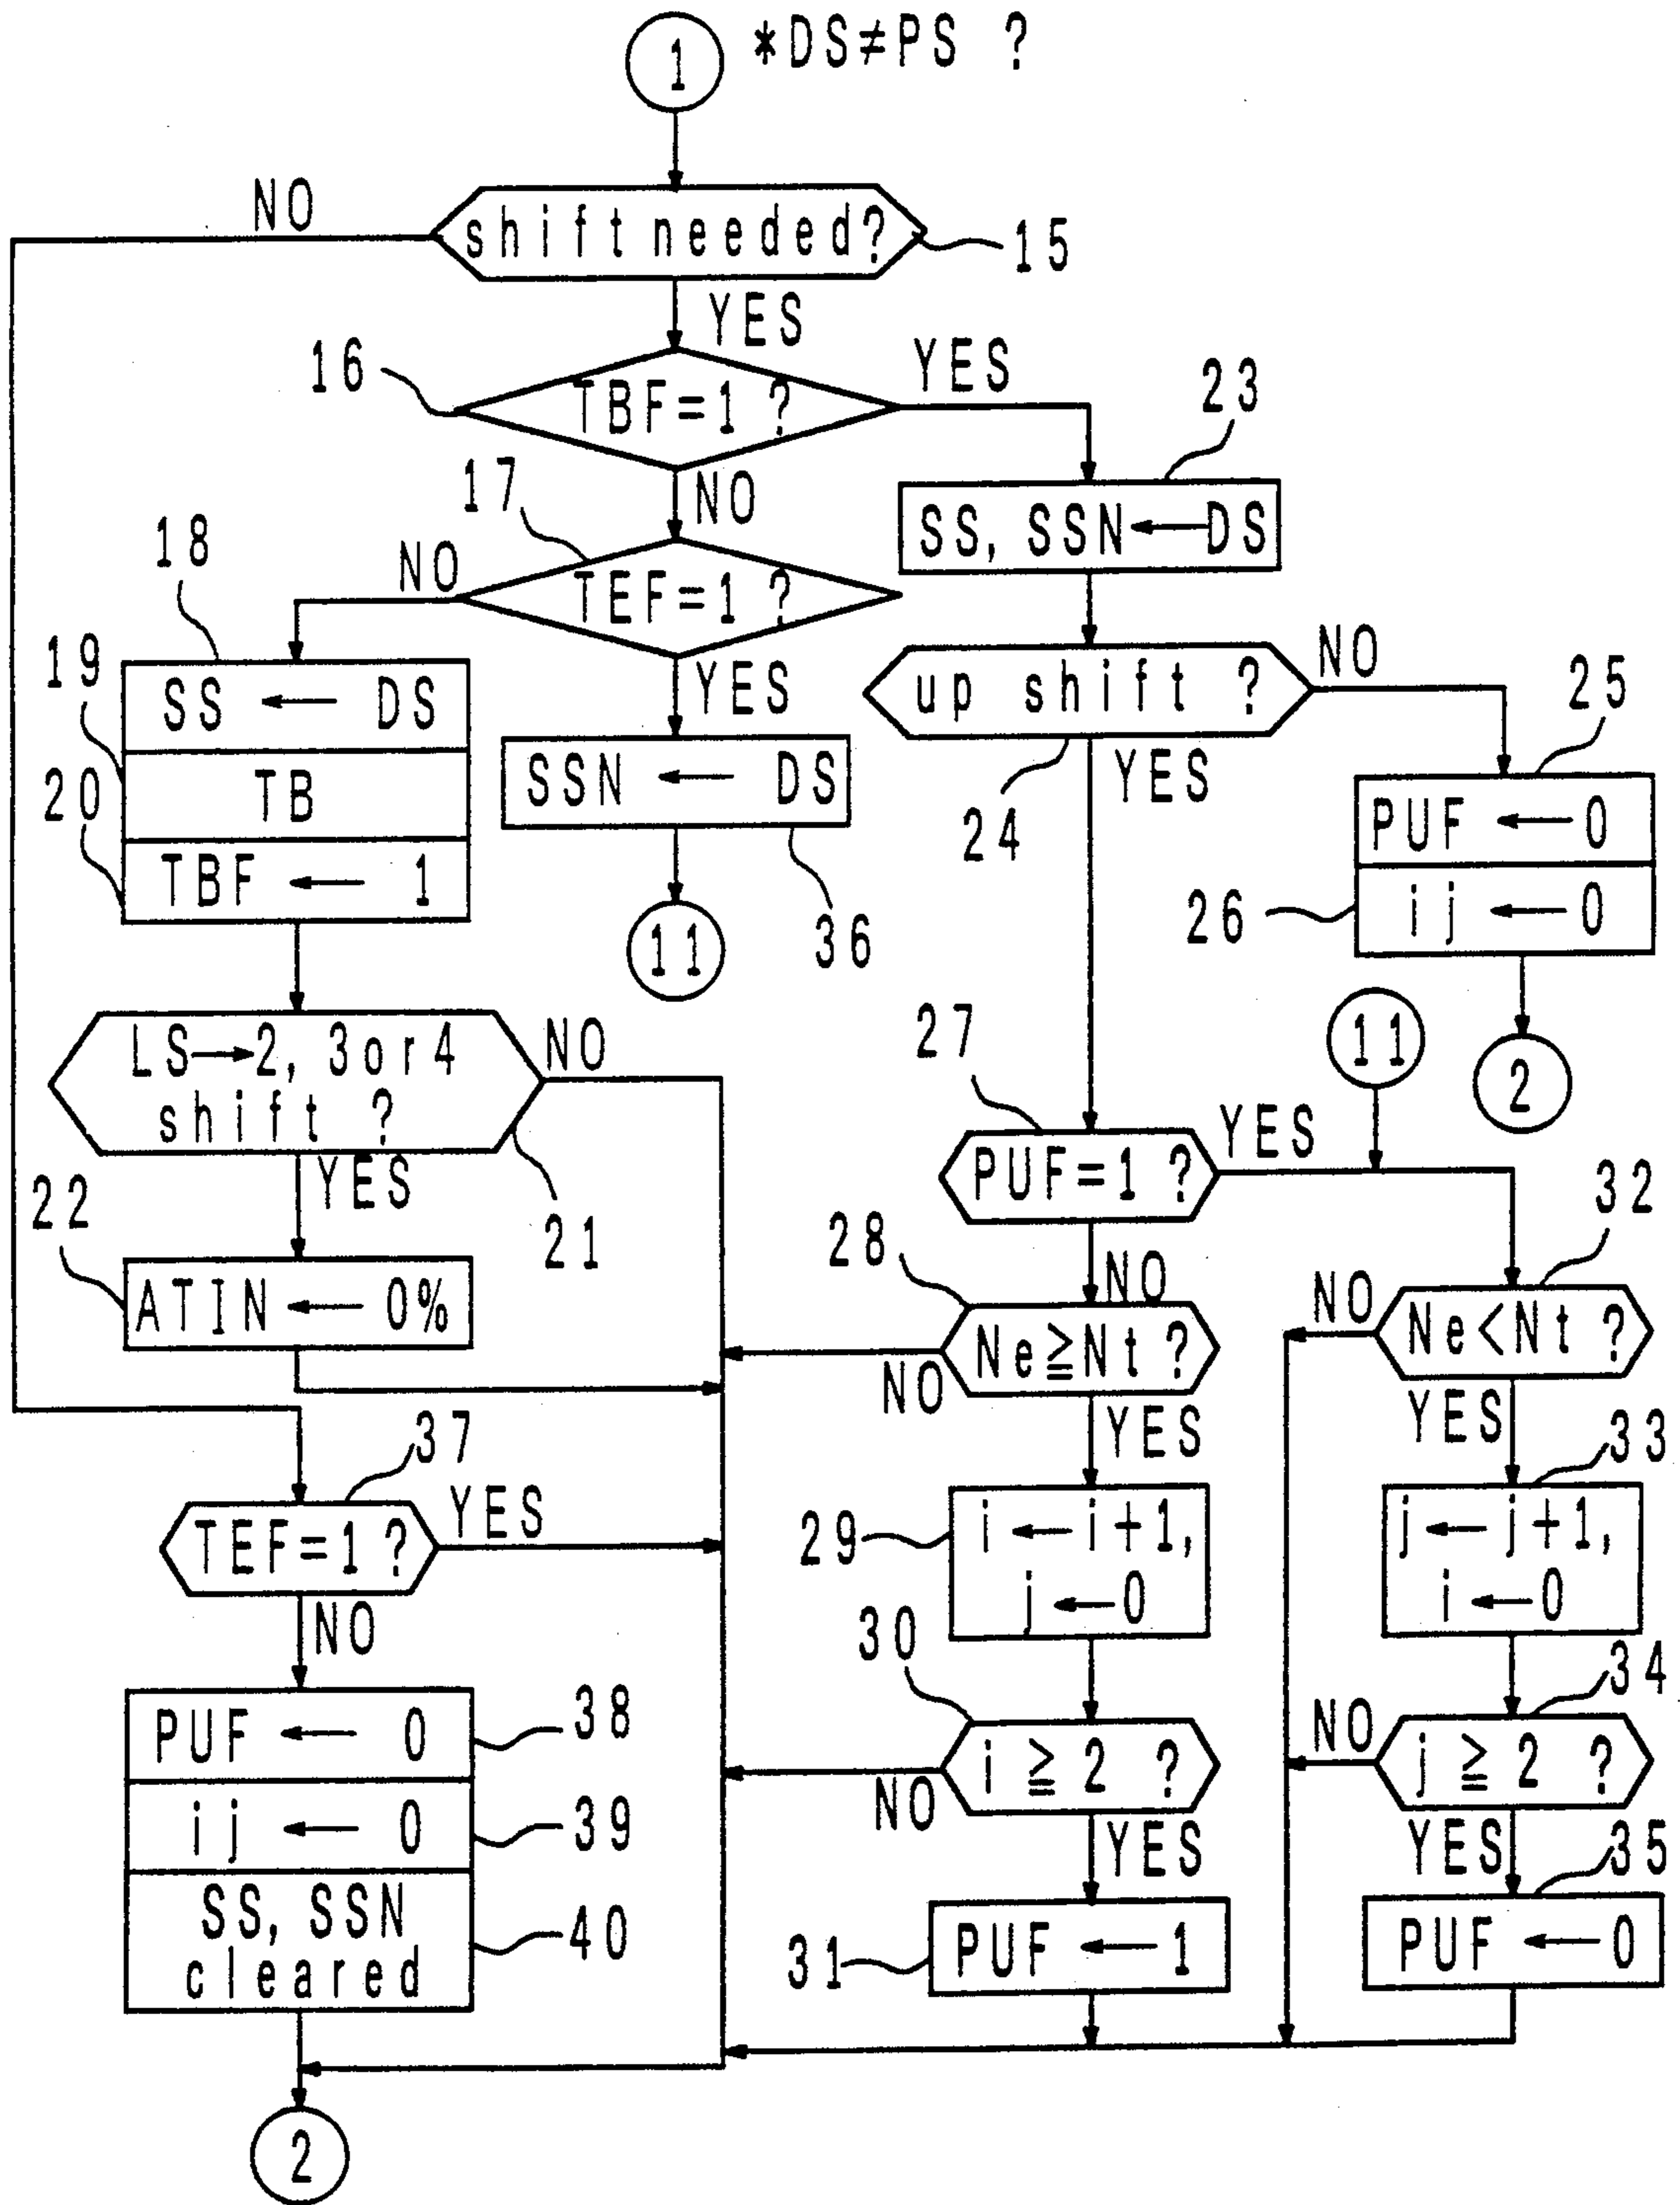 1 *DS≠PS ?
NO
shift needed?
15
YES
16
TBF=1 ?
YES
23
NO
17
SS, SSN←DS
18
NO
TEF=1 ?
19
SS ← DS
YES
up shift ?
NO
25
20
TB
SSN ← DS
24
YES
PUF ← 0
TBF ← 1
36
26
ij ← 0
11
LS→2, 3or4
shift ?
NO
27
11
2
22
YES
21
PUF=1 ?
YES
32
28
NO
ATIN ← 0%
Ne≧Nt ?
NO
NO
Ne<Nt ?
37
YES
YES
33
TEF=1 ?
YES
29
i ← i+1,
j ← 0
j ← j+1,
i ← 0
NO
30
34
PUF ← 0
38
i ≧ 2 ?
NO
NO
j ≧ 2 ?
ij ← 0
39
YES
YES
35
SS, SSN
cleared
40
31
PUF ← 1
PUF ← 0
2